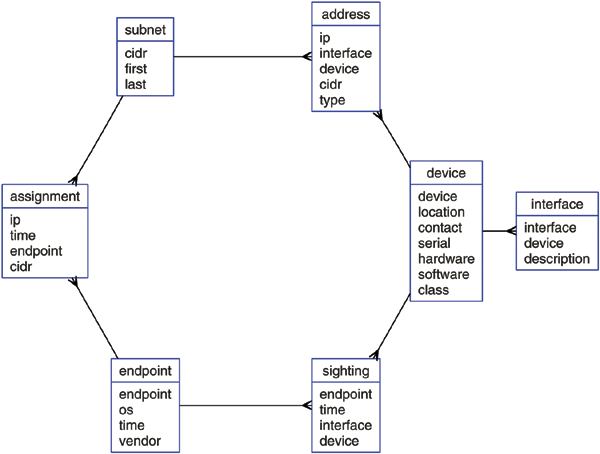 subnet
cidr
first
last
address
ip
interface
device
cidr
type
assignment
ip
time
endpoint
cidr
device
device
location
contact
serial
hardware
software
class
interface
interface
device
description
endpoint
endpoint
os
time
vendor
sighting
endpoint
time
interface
device